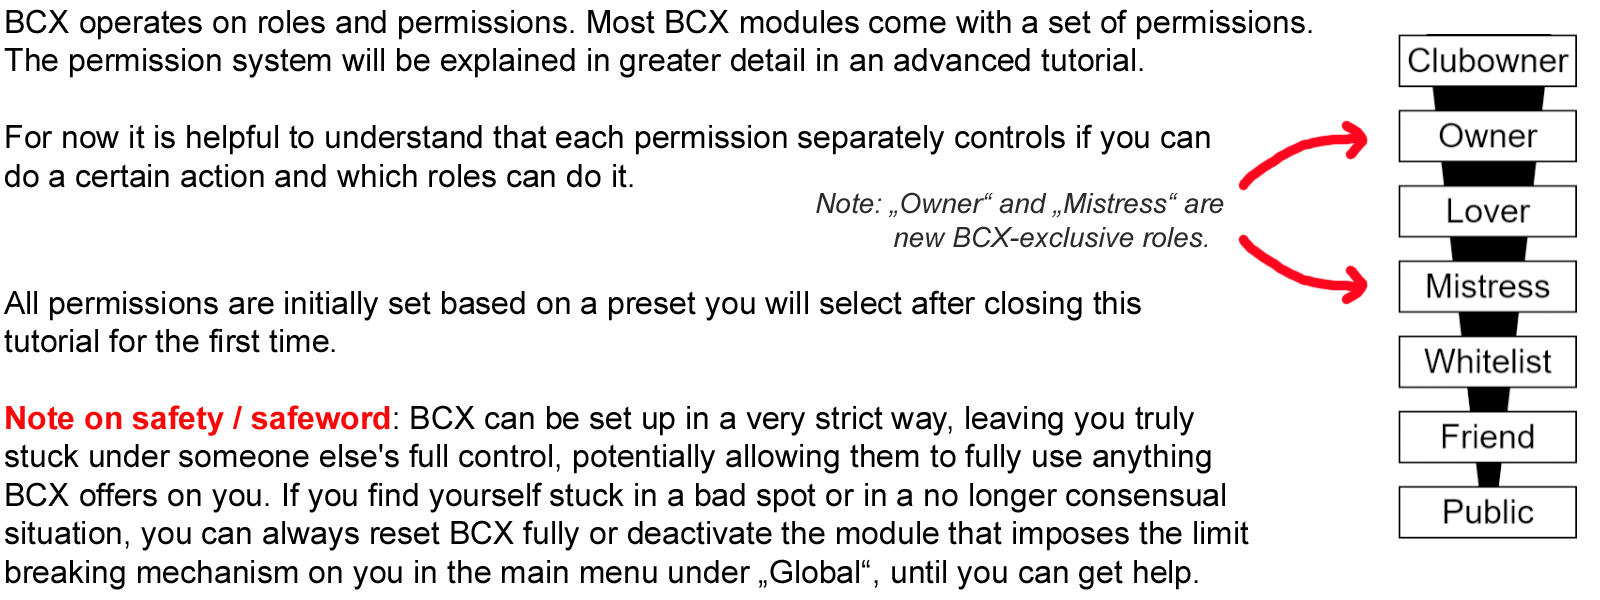 BCX operates on roles and permissions. Most BCX modules come with a set of permissions.
The permission system will be explained in greater detail in an advanced tutorial.
For now it is helpful to understand that each permission separately controls if you can
do a certain action and which roles can do it.
Note: „Owner“ and „Mistress“ are
new BCX-exclusive roles.
All permissions are initially set based on a preset you will select after closing this
tutorial for the first time.
Note on safety / safeword: BCX can be set up in a very strict way, leaving you truly
stuck under someone else's full control, potentially allowing them to fully use anything
BCX offers on you. If you find yourself stuck in a bad spot or in a no longer consensual
situation, you can always reset BCX fully or deactivate the module that imposes the limit
breaking mechanism on you in the main menu under „Global“, until you can get help.
Clubowner
Owner
Lover
Mistress
Whitelist
Friend
Public